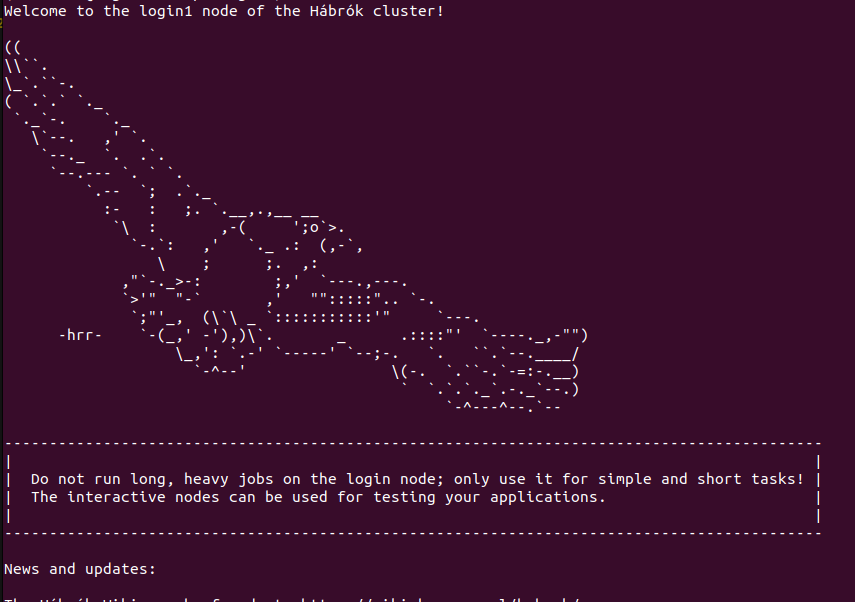 Welcome to the login1 node of the Hábrók cluster!
-hrr-
Do not run long, heavy jobs on the login node; only use it for simple and short tasks!
The interactive nodes can be used for testing your applications.
News and updates: